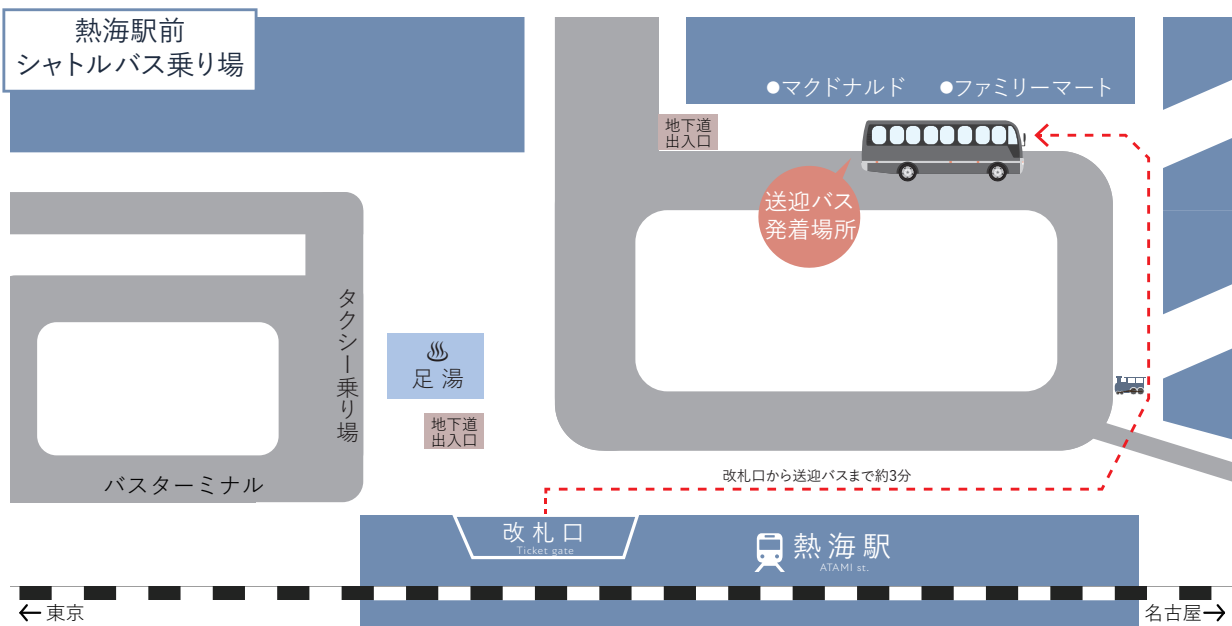 熱海駅前
シャトルバス乗り場
●マクドナルド
●ファミリーマート
地下道
出入口
送迎バス
発着場所
タクシー乗り場
足湯
地下道
出入口
バスターミナル
改札口から送迎バスまで約3分
改札口
Ticket gate
熱海駅
ATAMI st.
←東京
名古屋→